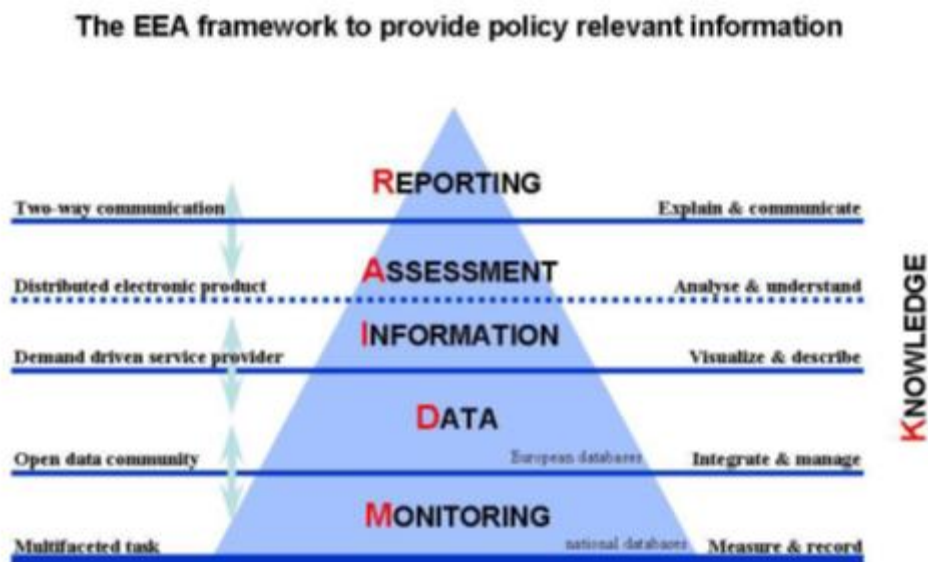 The EEA framework to provide policy relevant information
REPORTING
Two-way communication
Explain & communicate
ASSESSMENT
Distributed electronic product
Analyse & understand
INFORMATION
Demand driven service provider
Visualize & describe
KNOWLEDGE
DATA
Open data community
European databases
Integrate & manage
MONITORING
Multifaceted task
national databases
Measure & record